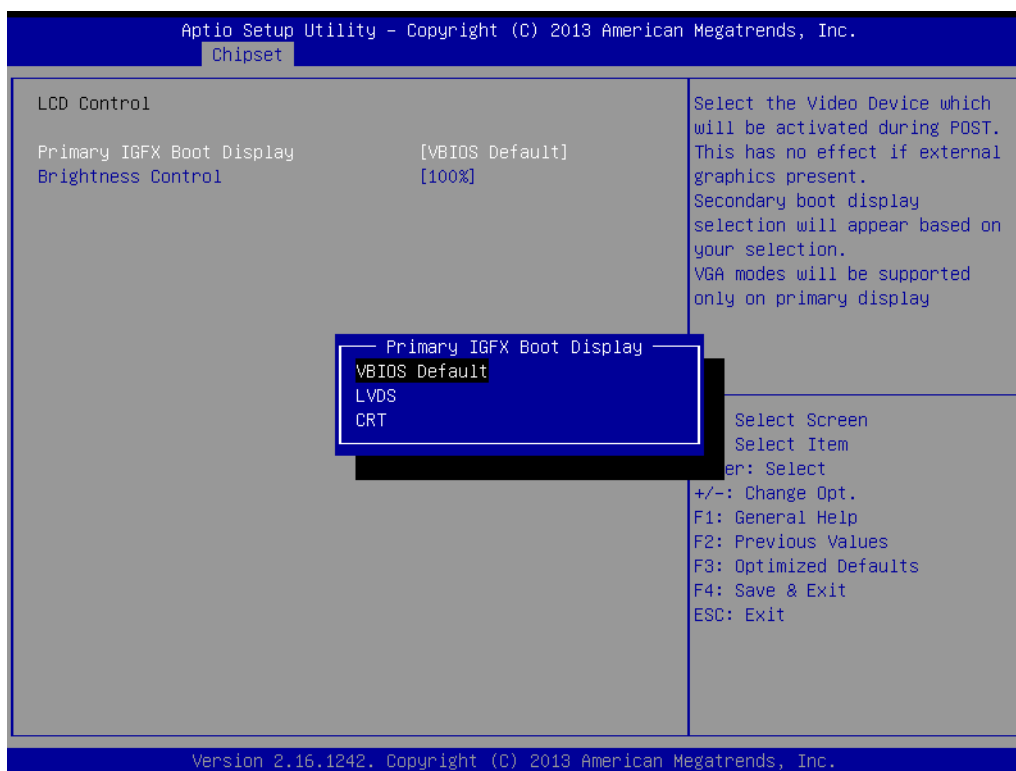 Aptio Setup Utility – Copyright (C) 2013 American Megatrends, Inc.
Chipset
LCD Control
Primary IGFX Boot Display [VBIOS Default]
Brightness Control [100%]
Select the Video Device which
will be activated during POST.
This has no effect if external
graphics present.
Secondary boot display
selection will appear based on
your selection.
VGA modes will be supported
only on primary display
Primary IGFX Boot Display
VBIOS Default
LVDS
CRT
Select Screen
Select Item
er: Select
+/-: Change Opt.
F1: General Help
F2: Previous Values
F3: Optimized Defaults
F4: Save & Exit
ESC: Exit
Version 2.16.1242. Copyright (C) 2013 American Megatrends, Inc.